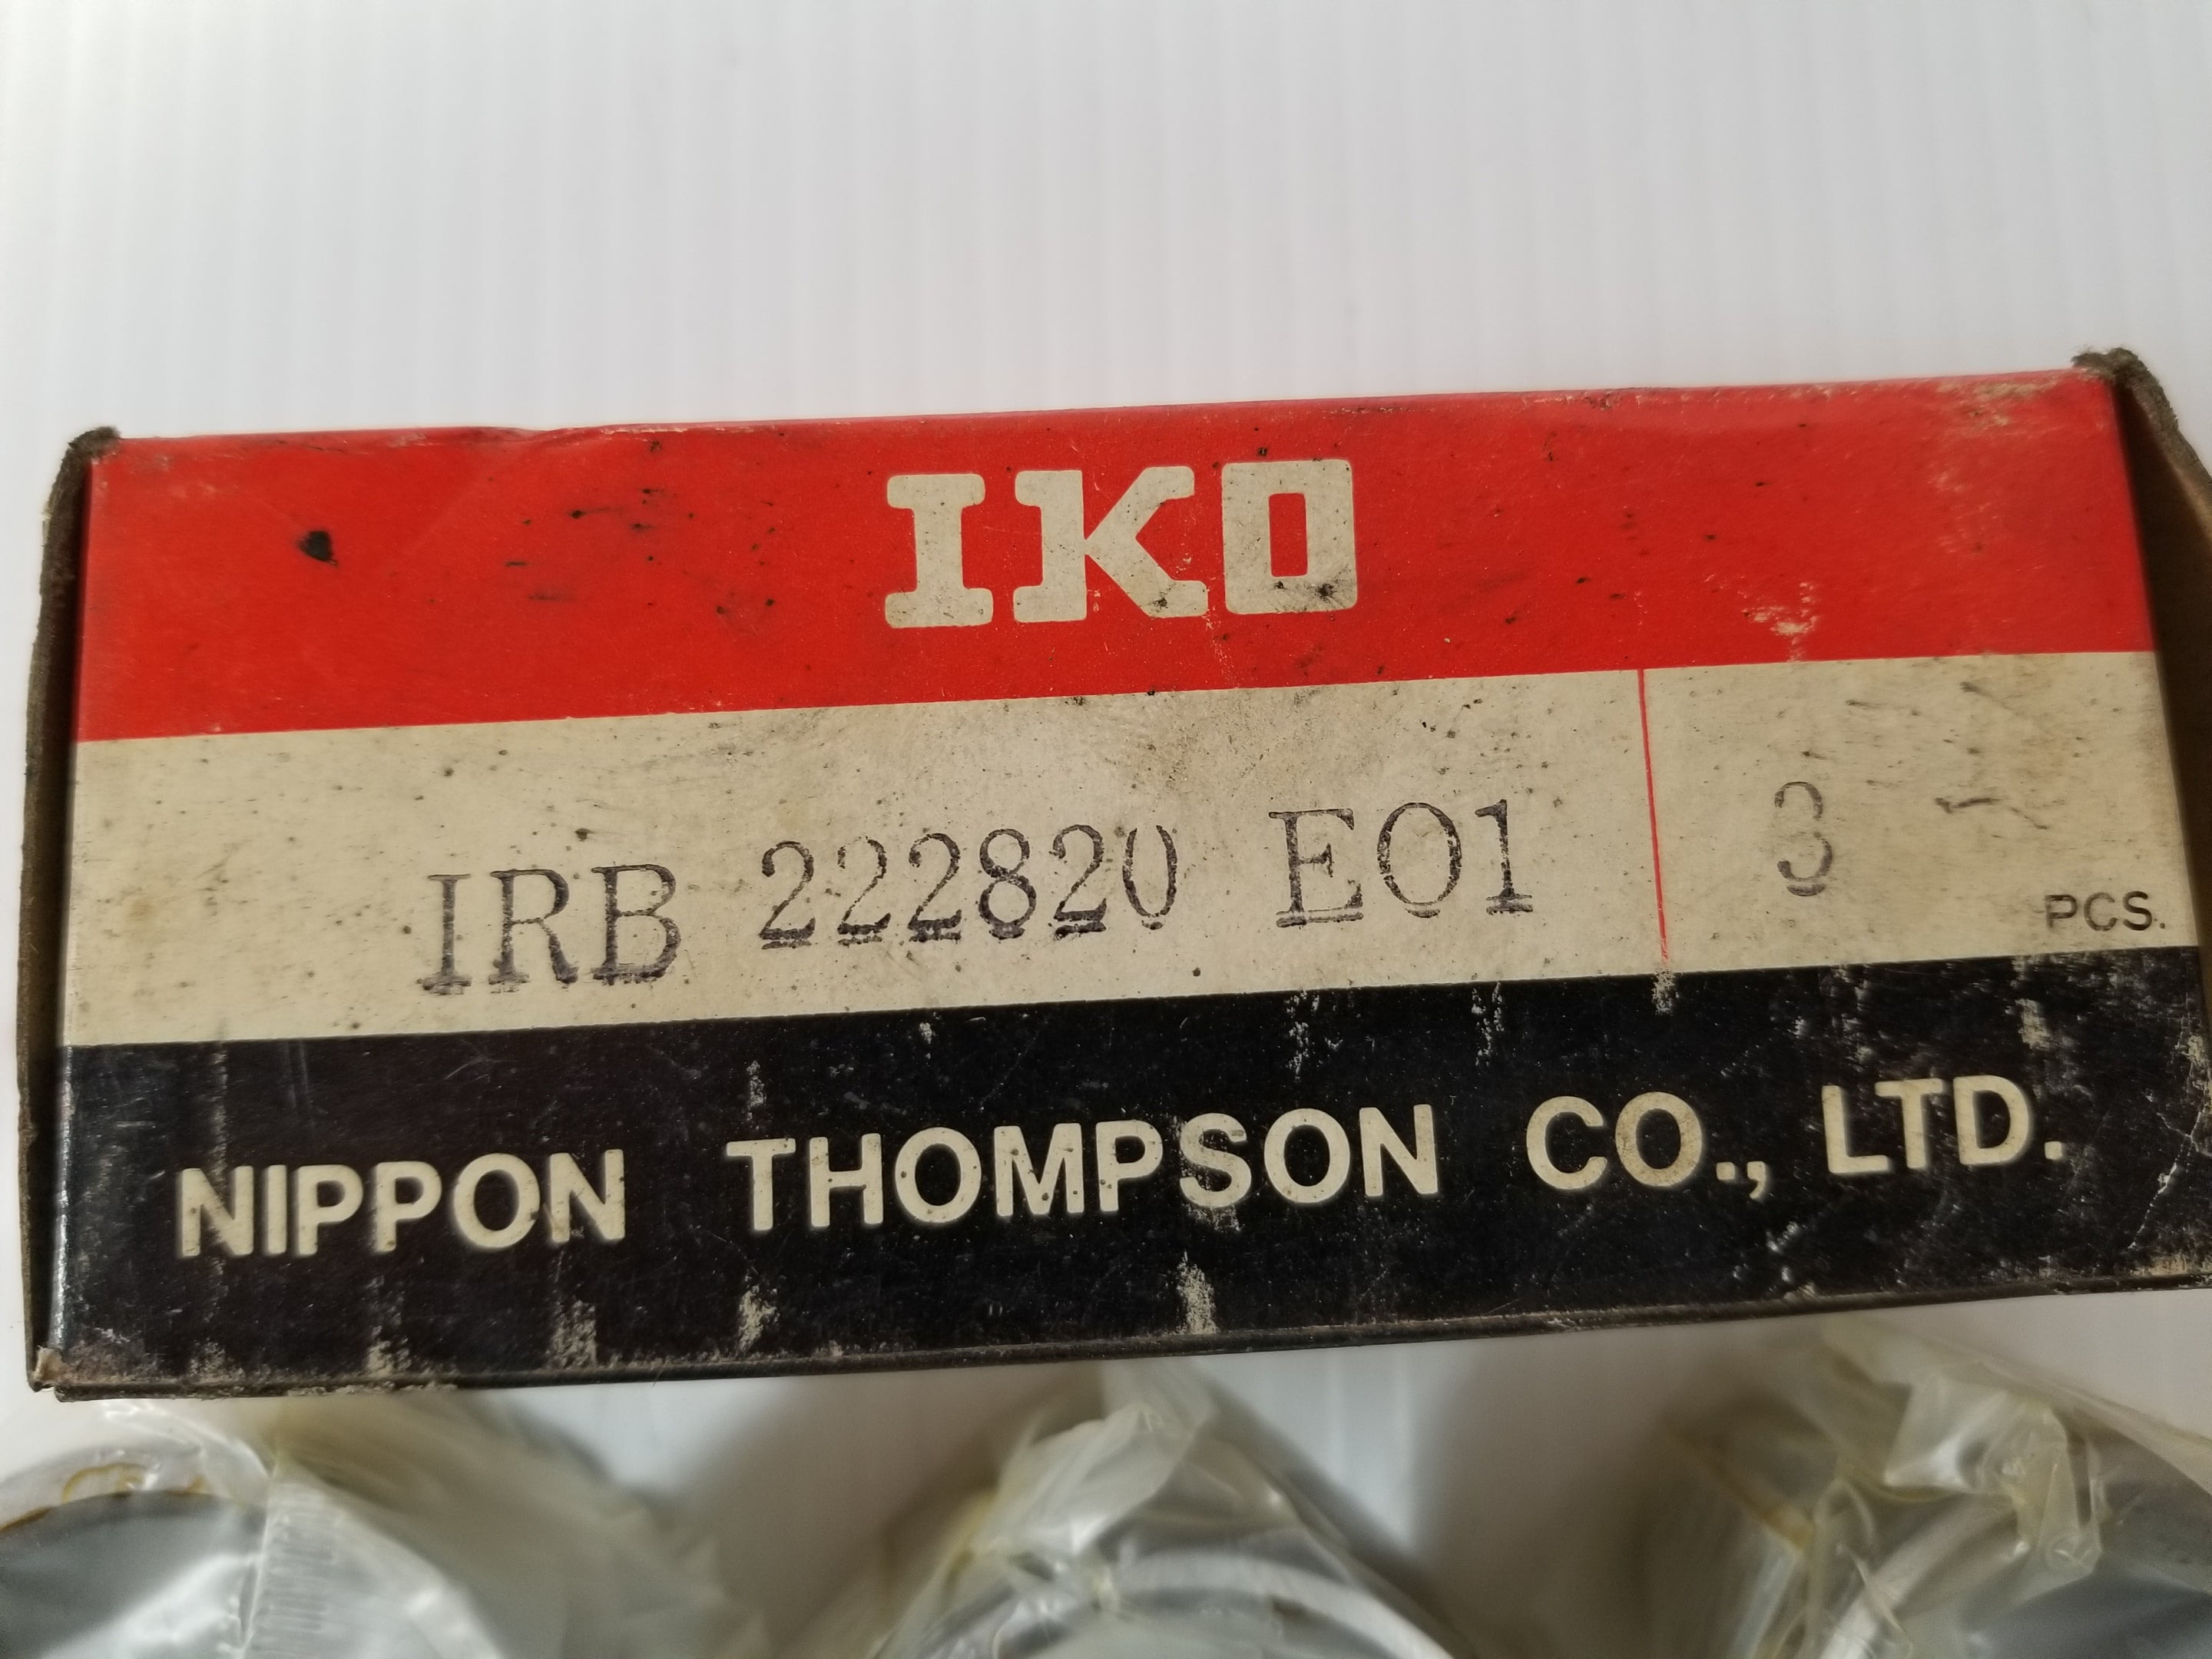 IKO
IRB 222820 E01 3
PCS.
NIPPON THOMPSON CO., LTD.